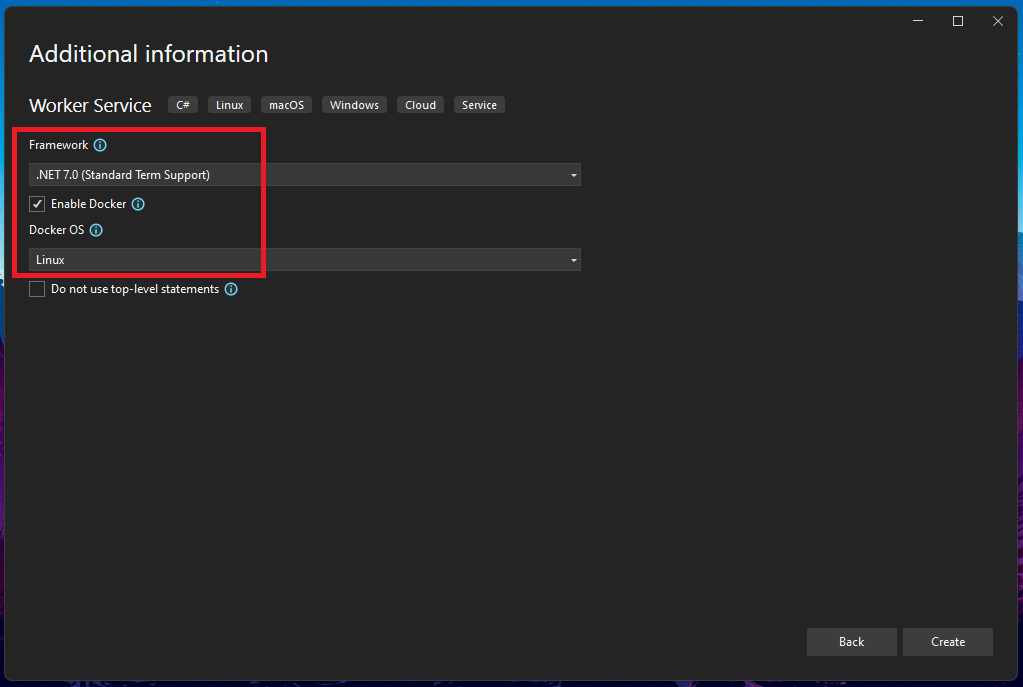 Additional information
Worker Service C# Linux macOS Windows Cloud Service
Framework
.NET 7.0 (Standard Term Support)
Enable Docker
Docker OS
Linux
Do not use top-level statements
Back Create